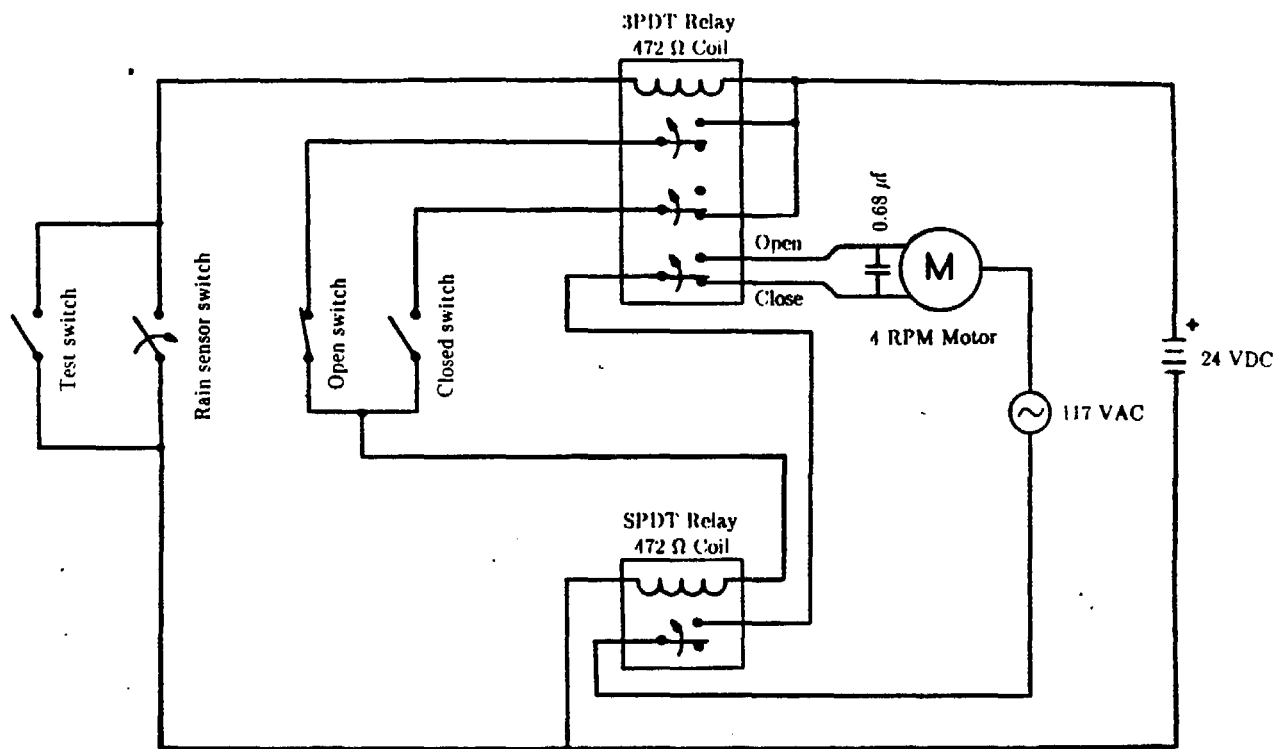 3PDT Relay
472 Ω Coil
Test switch
Rain sensor switch
Open switch
Closed switch
Open
Close
0.68 μf
M
4 RPM Motor
+
24 VDC
117 VAC
SPDT Relay
472 Ω Coil